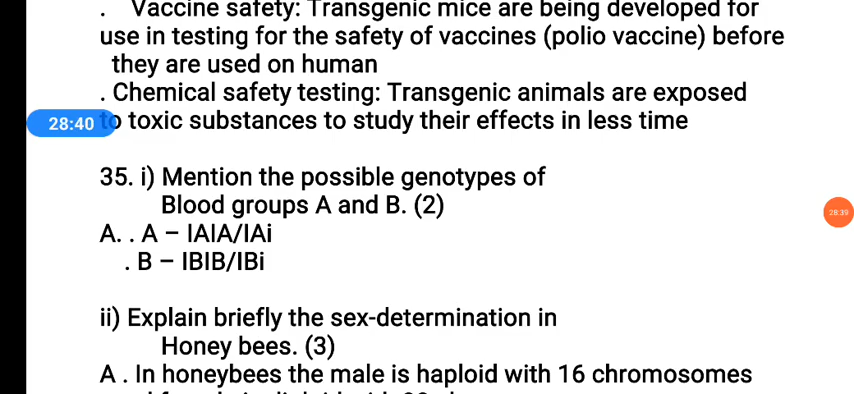 . Vaccine safety: Transgenic mice are being developed for
use in testing for the safety of vaccines (polio vaccine) before
they are used on human
. Chemical safety testing: Transgenic animals are exposed
28:40 to toxic substances to study their effects in less time
35. i) Mention the possible genotypes of
Blood groups A and B. (2)
28:39
A. . A – IAIA/IAi
. B – IBIB/IBi
ii) Explain briefly the sex-determination in
Honey bees. (3)
A . In honeybees the male is haploid with 16 chromosomes